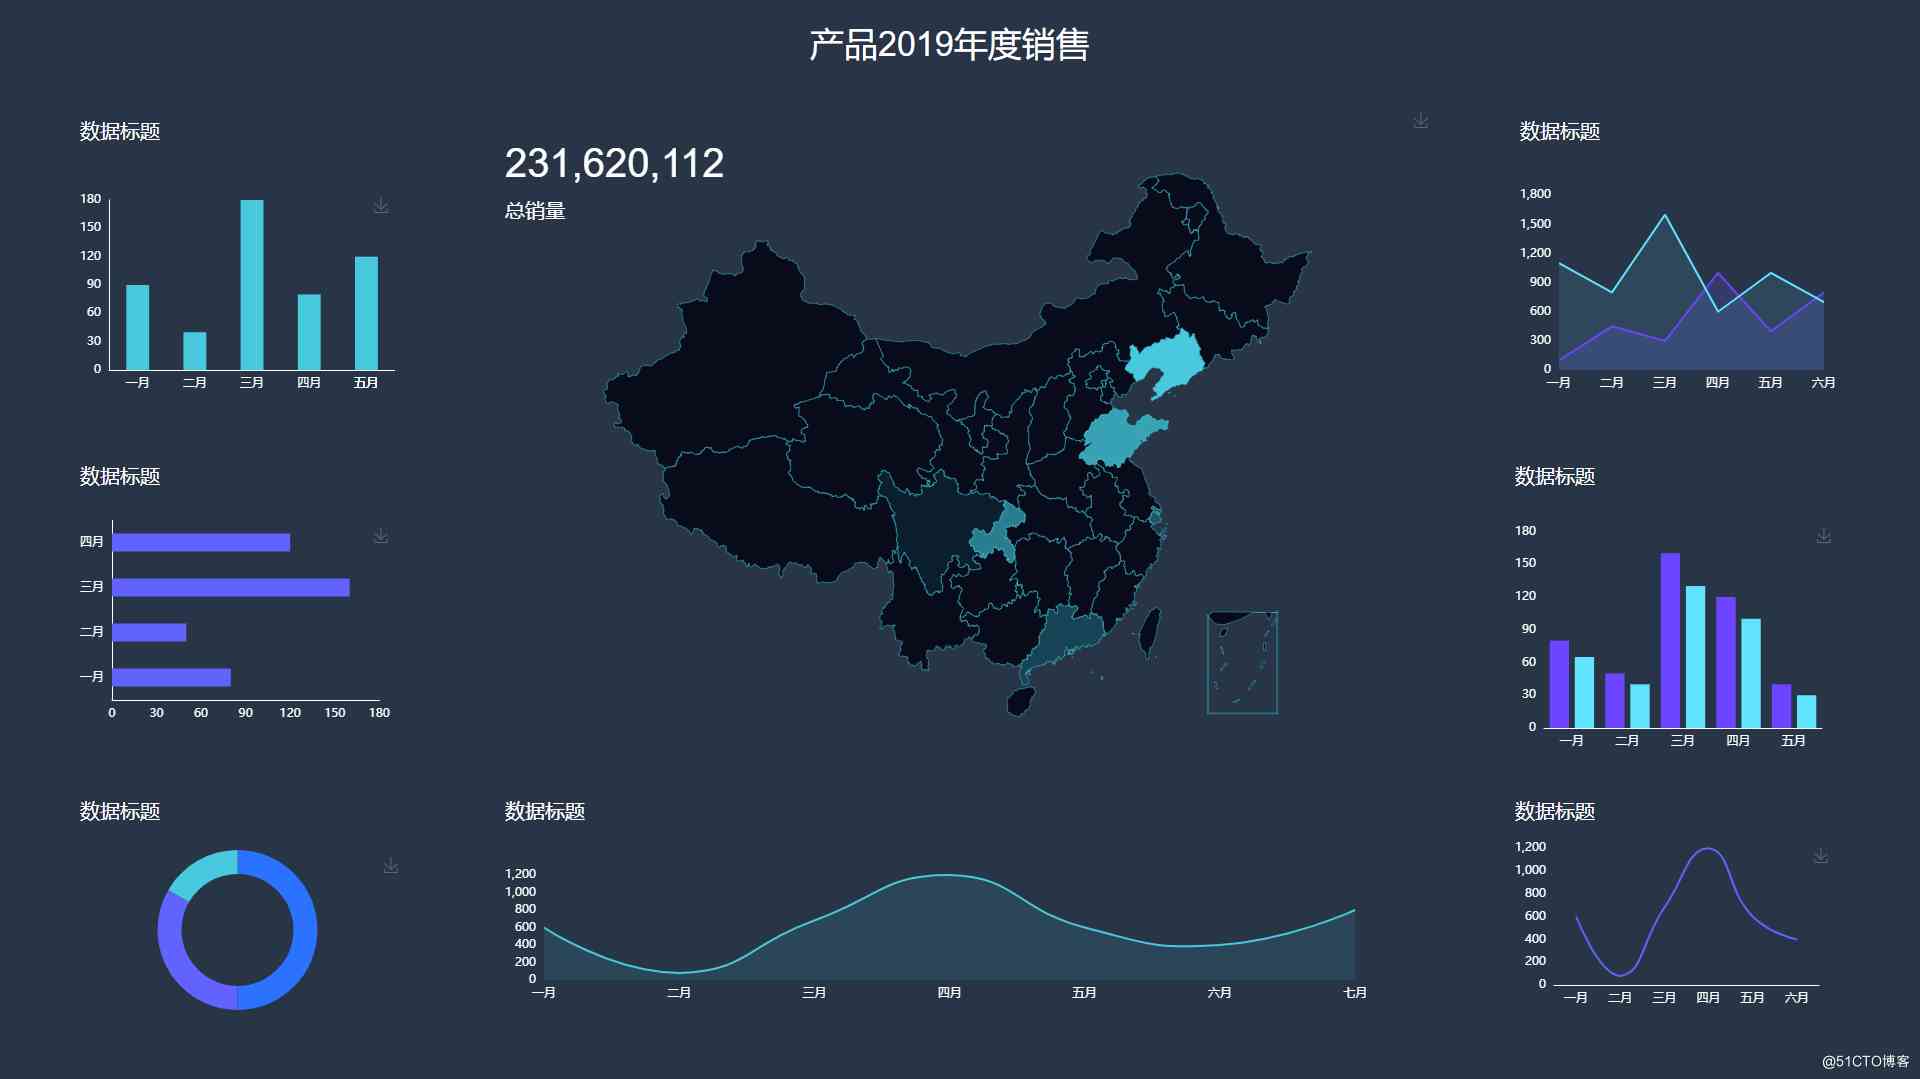 产品2019年度销售
数据标题
180
150
120
90
60
30
0
一月 二月 三月 四月 五月
231,620,112
总销量
数据标题
1,800
1,500
1,200
900
600
300
0
一月 二月 三月 四月 五月 六月
数据标题
四月
三月
二月
一月
0 30 60 90 120 150 180
数据标题
180
150
120
90
60
30
0
一月 二月 三月 四月 五月
数据标题
数据标题
1,200
1,000
800
600
400
200
0
一月 二月 三月 四月 五月 六月 七月
数据标题
1,200
1,000
800
600
400
200
0
一月 二月 三月 四月 五月 六月
@51CTO博客